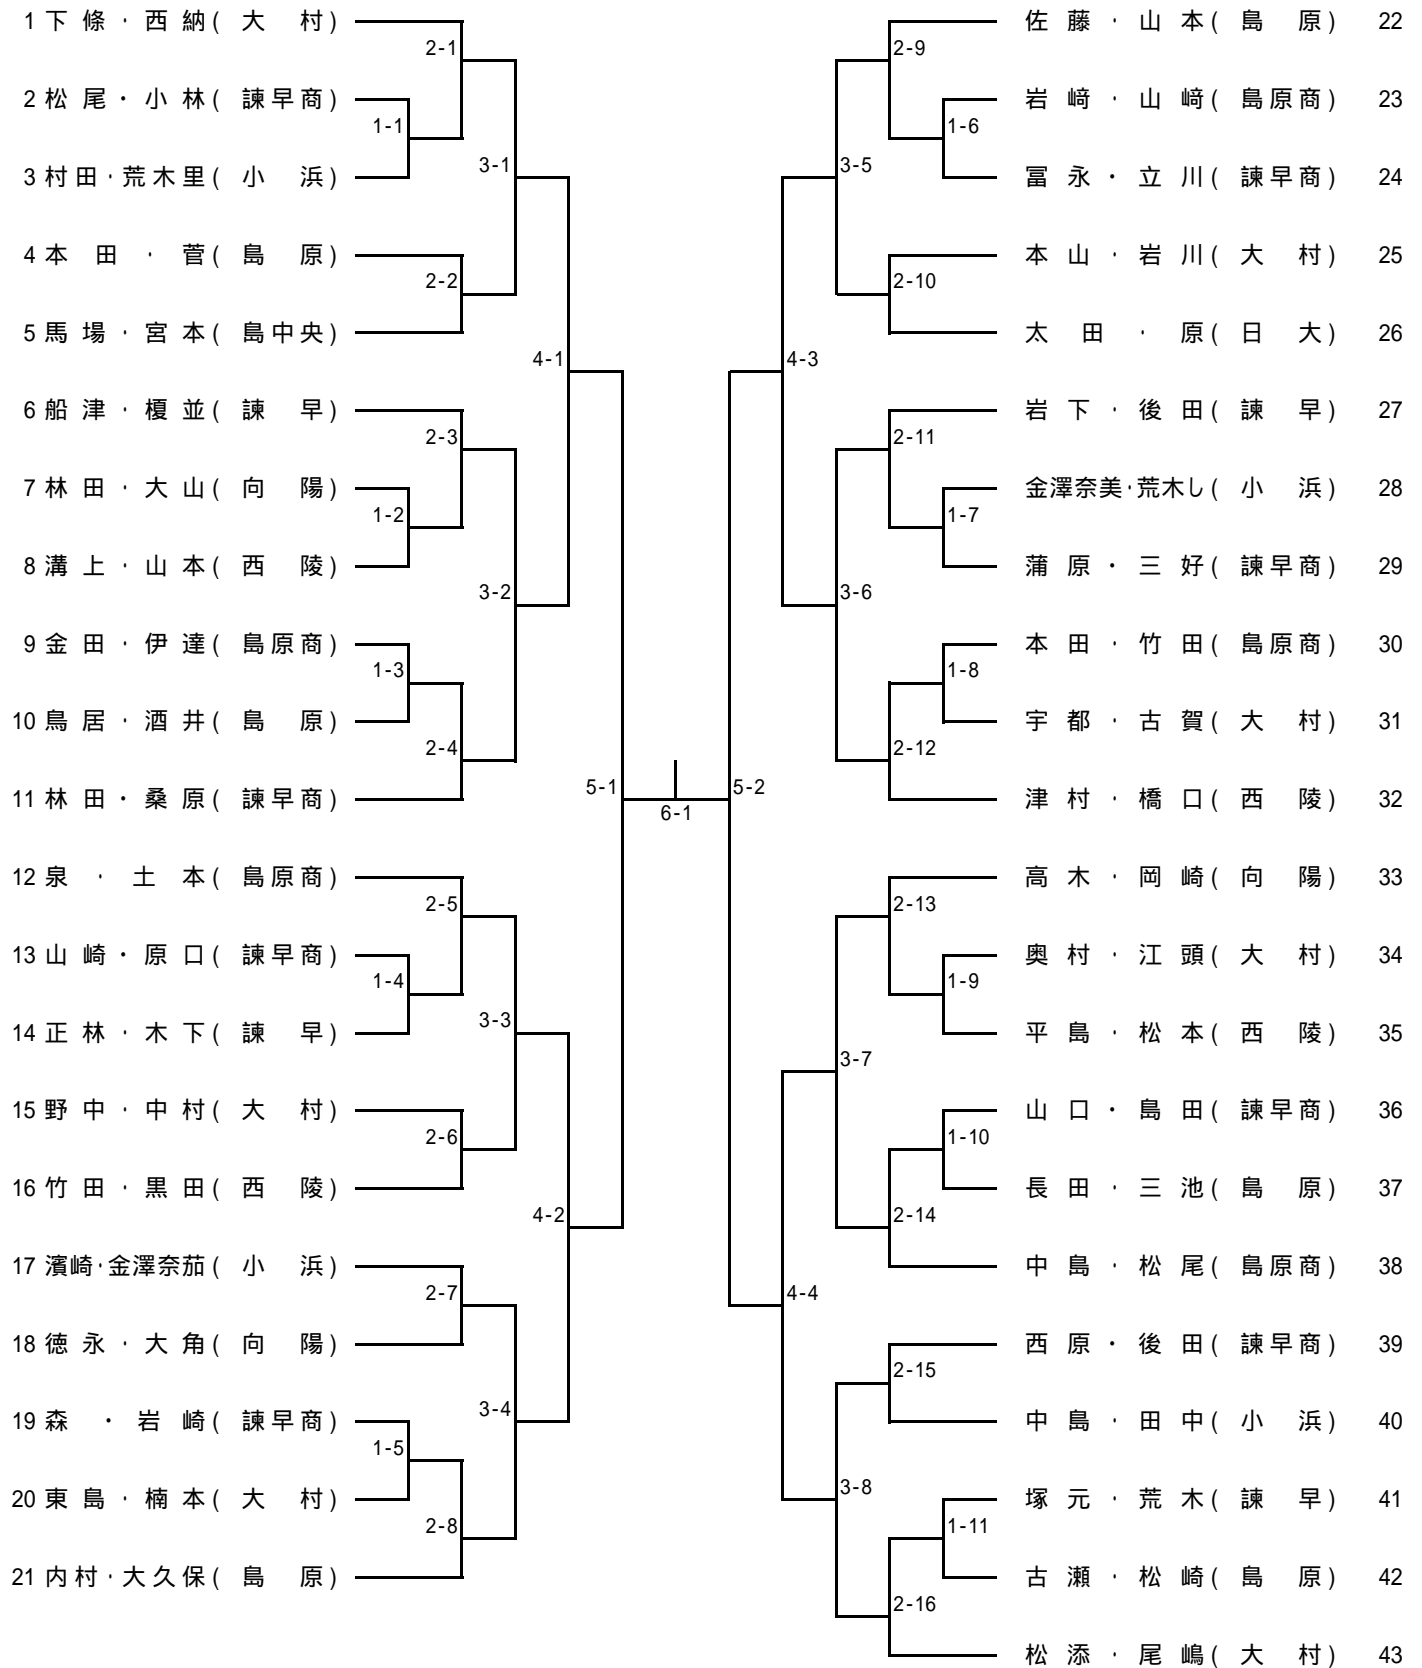 1 下條・西納(大村)
2-1
2 松尾・小林(諫早商)
1-1
3 村田・荒木里(小浜)
3-1
4 本田・菅(島原)
2-2
5 馬場・宮本(島中央)
4-1
6 船津・榎並(諫早)
2-3
7 林田・大山(向陽)
1-2
8 溝上・山本(西陵)
3-2
9 金田・伊達(島原商)
1-3
10 鳥居・酒井(島原)
2-4
11 林田・桑原(諫早商)
5-1
12 泉・土本(島原商)
2-5
13 山崎・原口(諫早商)
1-4
14 正林・木下(諫早)
3-3
15 野中・中村(大村)
2-6
16 竹田・黒田(西陵)
4-2
17 濱崎・金澤奈茄(小浜)
2-7
18 徳永・大角(向陽)
3-4
19 森・岩崎(諫早商)
1-5
20 東島・楠本(大村)
2-8
21 内村・大久保(島原)
6-1
佐藤・山本(島原) 22
2-9
岩﨑・山﨑(島原商) 23
1-6
冨永・立川(諫早商) 24
3-5
本山・岩川(大村) 25
2-10
太田・原(日大) 26
4-3
岩下・後田(諫早) 27
2-11
金澤奈美・荒木し(小浜) 28
1-7
蒲原・三好(諫早商) 29
3-6
本田・竹田(島原商) 30
1-8
宇都・古賀(大村) 31
2-12
津村・橋口(西陵) 32
5-2
高木・岡崎(向陽) 33
2-13
奥村・江頭(大村) 34
1-9
平島・松本(西陵) 35
3-7
山口・島田(諫早商) 36
1-10
長田・三池(島原) 37
2-14
中島・松尾(島原商) 38
4-4
西原・後田(諫早商) 39
2-15
中島・田中(小浜) 40
3-8
塚元・荒木(諫早) 41
1-11
古瀬・松崎(島原) 42
2-16
松添・尾嶋(大村) 43